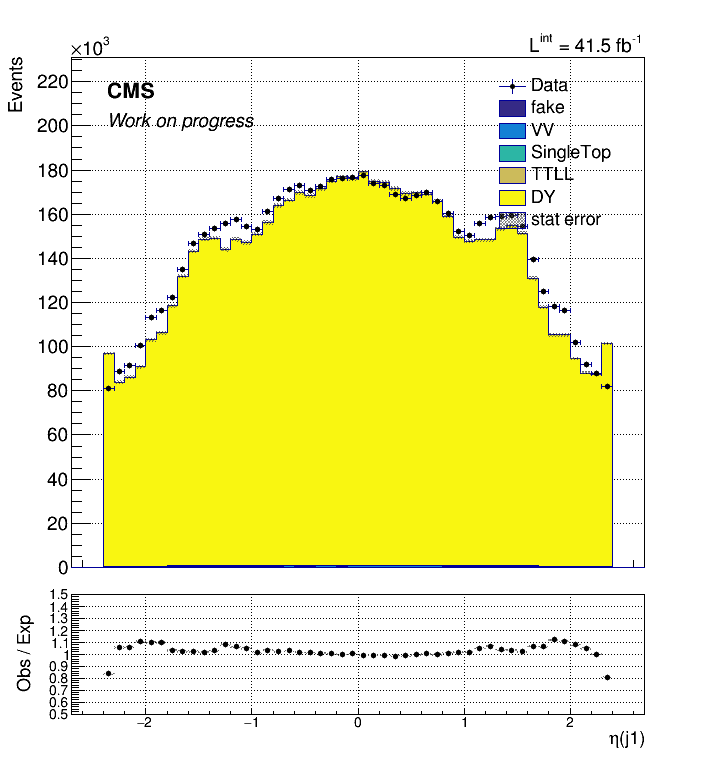 ×10³
L^int = 41.5 fb⁻¹
Events
CMS
Work on progress
Data
fake
VV
SingleTop
TTLL
DY
stat error
220
200
180
160
140
120
100
80
60
40
20
0
Obs / Exp
1.5
1.4
1.3
1.2
1.1
1
0.9
0.8
0.7
0.6
0.5
−2 −1 0 1 2
η(j1)